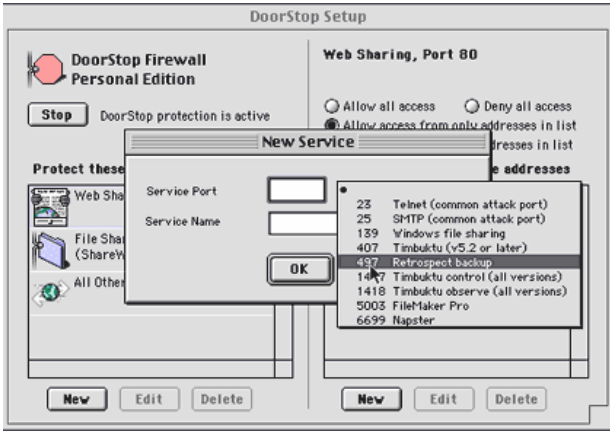 DoorStop Setup
DoorStop Firewall
Personal Edition
Stop
DoorStop protection is active
Protect these
Web Sha
File Shar
(ShareW
All Other
New
Edit
Delete
Web Sharing, Port 80
Allow all access
Deny all access
Allow access from only addresses in list
dresses in list
e addresses
New
Edit
Delete
New Service
Service Port
Service Name
OK
23 Telnet (common attack port)
25 SMTP (common attack port)
139 Windows file sharing
407 Timbuktu (v5.2 or later)
497 Retrospect backup
Timbuktu control (all versions)
1418 Timbuktu observe (all versions)
5003 FileMaker Pro
6699 Napster